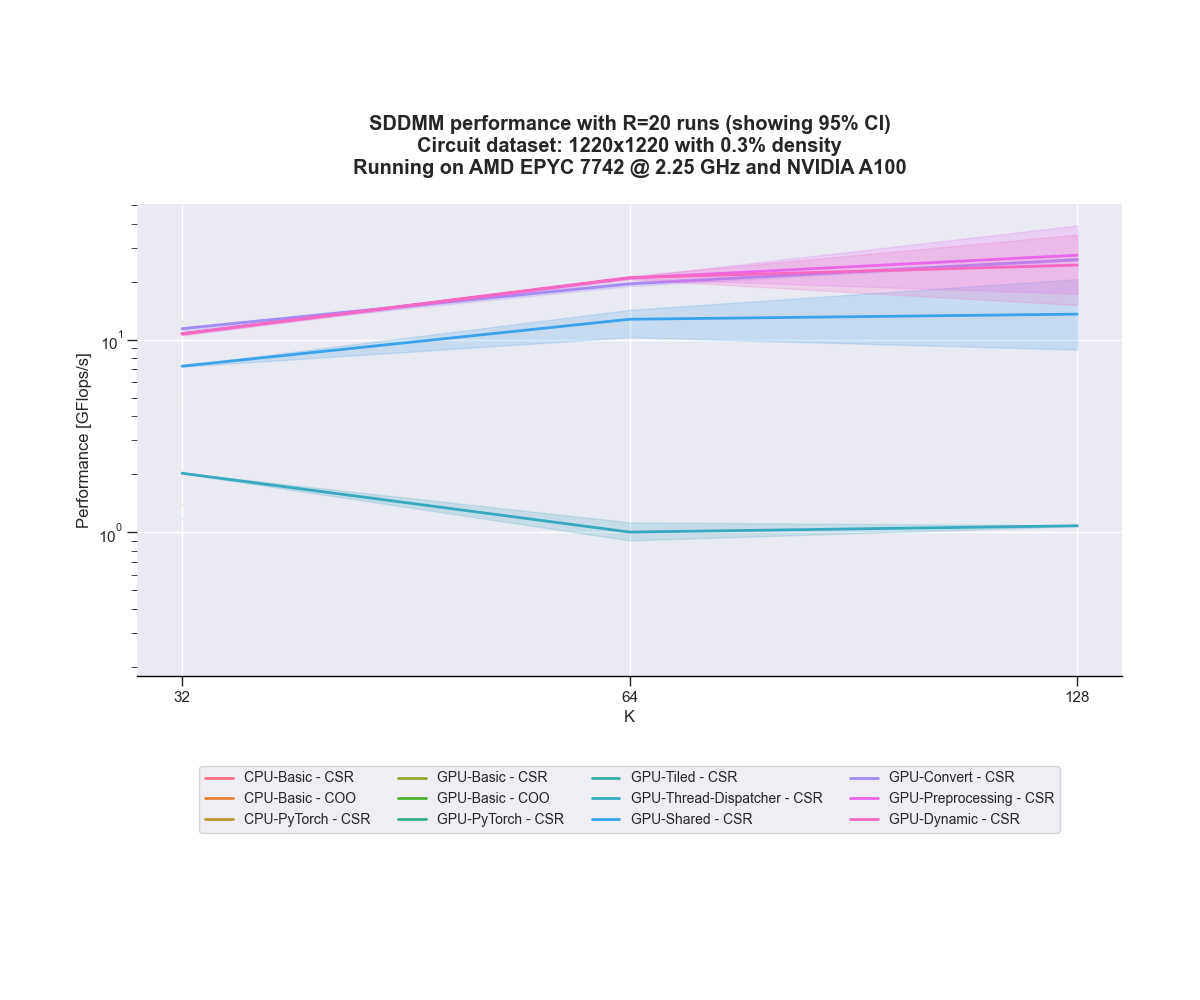 SDDMM performance with R=20 runs (showing 95% CI)
Circuit dataset: 1220x1220 with 0.3% density
Running on AMD EPYC 7742 @ 2.25 GHz and NVIDIA A100
Performance [GFlops/s]
10^1
10^0
32 64 128
K
CPU-Basic - CSR GPU-Basic - CSR GPU-Tiled - CSR GPU-Convert - CSR
CPU-Basic - COO GPU-Basic - COO GPU-Thread-Dispatcher - CSR GPU-Preprocessing - CSR
CPU-PyTorch - CSR GPU-PyTorch - CSR GPU-Shared - CSR GPU-Dynamic - CSR